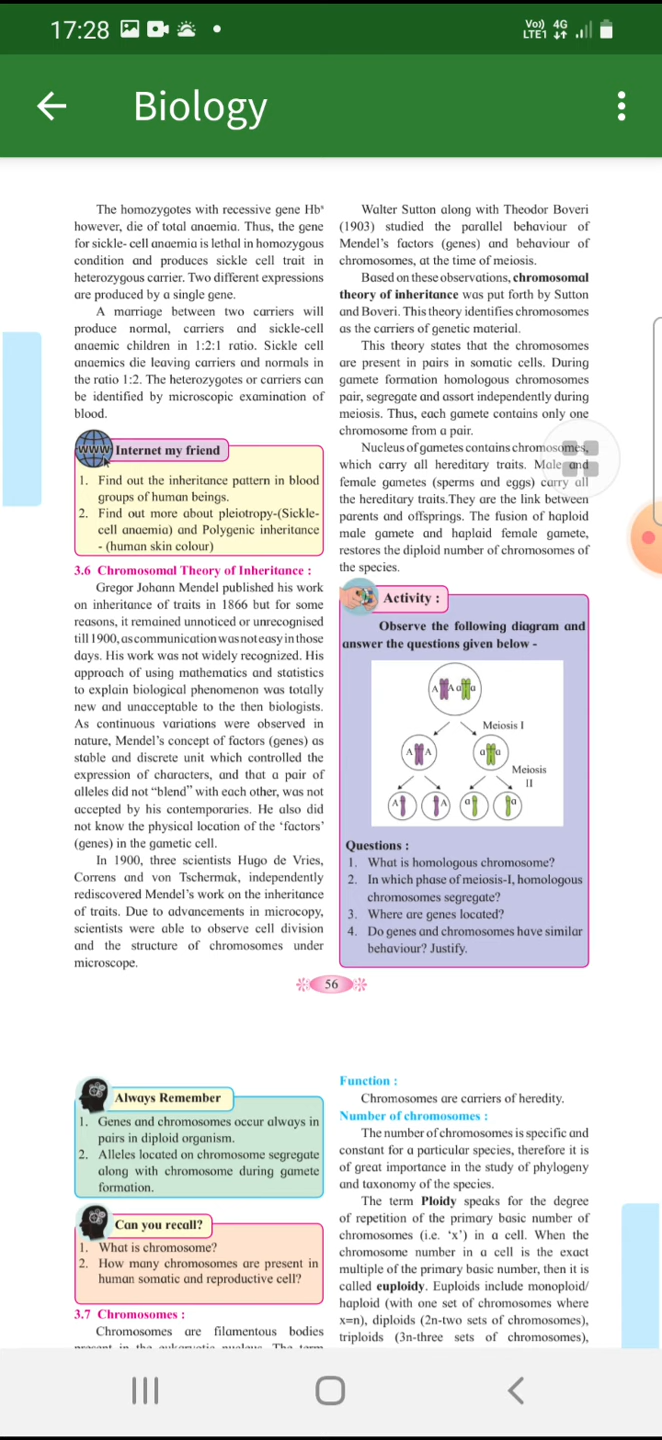 17:28
Vo)) 4G
LTE1
Biology
The homozygotes with recessive gene Hbˢ
however, die of total anaemia. Thus, the gene
for sickle- cell anaemia is lethal in homozygous
condition and produces sickle cell trait in
heterozygous carrier. Two different expressions
are produced by a single gene.
A marriage between two carriers will
produce normal, carriers and sickle-cell
anaemic children in 1:2:1 ratio. Sickle cell
anaemics die leaving carriers and normals in
the ratio 1:2. The heterozygotes or carriers can
be identified by microscopic examination of
blood.
www Internet my friend
1. Find out the inheritance pattern in blood
groups of human beings.
2. Find out more about pleiotropy-(Sickle-
cell anaemia) and Polygenic inheritance
- (human skin colour)
3.6 Chromosomal Theory of Inheritance :
Gregor Johann Mendel published his work
on inheritance of traits in 1866 but for some
reasons, it remained unnoticed or unrecognised
till 1900, as communication was not easy in those
days. His work was not widely recognized. His
approach of using mathematics and statistics
to explain biological phenomenon was totally
new and unacceptable to the then biologists.
As continuous variations were observed in
nature, Mendel's concept of factors (genes) as
stable and discrete unit which controlled the
expression of characters, and that a pair of
alleles did not “blend” with each other, was not
accepted by his contemporaries. He also did
not know the physical location of the ‘factors’
(genes) in the gametic cell.
In 1900, three scientists Hugo de Vries,
Correns and von Tschermak, independently
rediscovered Mendel's work on the inheritance
of traits. Due to advancements in microcopy,
scientists were able to observe cell division
and the structure of chromosomes under
microscope.
Walter Sutton along with Theodor Boveri
(1903) studied the parallel behaviour of
Mendel's factors (genes) and behaviour of
chromosomes, at the time of meiosis.
Based on these observations, chromosomal
theory of inheritance was put forth by Sutton
and Boveri. This theory identifies chromosomes
as the carriers of genetic material.
This theory states that the chromosomes
are present in pairs in somatic cells. During
gamete formation homologous chromosomes
pair, segregate and assort independently during
meiosis. Thus, each gamete contains only one
chromosome from a pair.
Nucleus of gametes contains chromosomes,
which carry all hereditary traits. Male and
female gametes (sperms and eggs) carry all
the hereditary traits.They are the link between
parents and offsprings. The fusion of haploid
male gamete and haplaid female gamete,
restores the diploid number of chromosomes of
the species.
Activity :
Observe the following diagram and
answer the questions given below -
A A a a
Meiosis I
A A a a
Meiosis
II
A A a a
Questions :
1. What is homologous chromosome?
2. In which phase of meiosis-I, homologous
chromosomes segregate?
3. Where are genes located?
4. Do genes and chromosomes have similar
behaviour? Justify.
56
Always Remember
1. Genes and chromosomes occur always in
pairs in diploid organism.
2. Alleles located on chromosome segregate
along with chromosome during gamete
formation.
Can you recall?
1. What is chromosome?
2. How many chromosomes are present in
human somatic and reproductive cell?
3.7 Chromosomes :
Chromosomes are filamentous bodies
Function :
Chromosomes are carriers of heredity.
Number of chromosomes :
The number of chromosomes is specific and
constant for a particular species, therefore it is
of great importance in the study of phylogeny
and taxonomy of the species.
The term Ploidy speaks for the degree
of repetition of the primary basic number of
chromosomes (i.e. ‘x’) in a cell. When the
chromosome number in a cell is the exact
multiple of the primary basic number, then it is
called euploidy. Euploids include monoploid/
haploid (with one set of chromosomes where
x=n), diploids (2n-two sets of chromosomes),
triploids (3n-three sets of chromosomes),